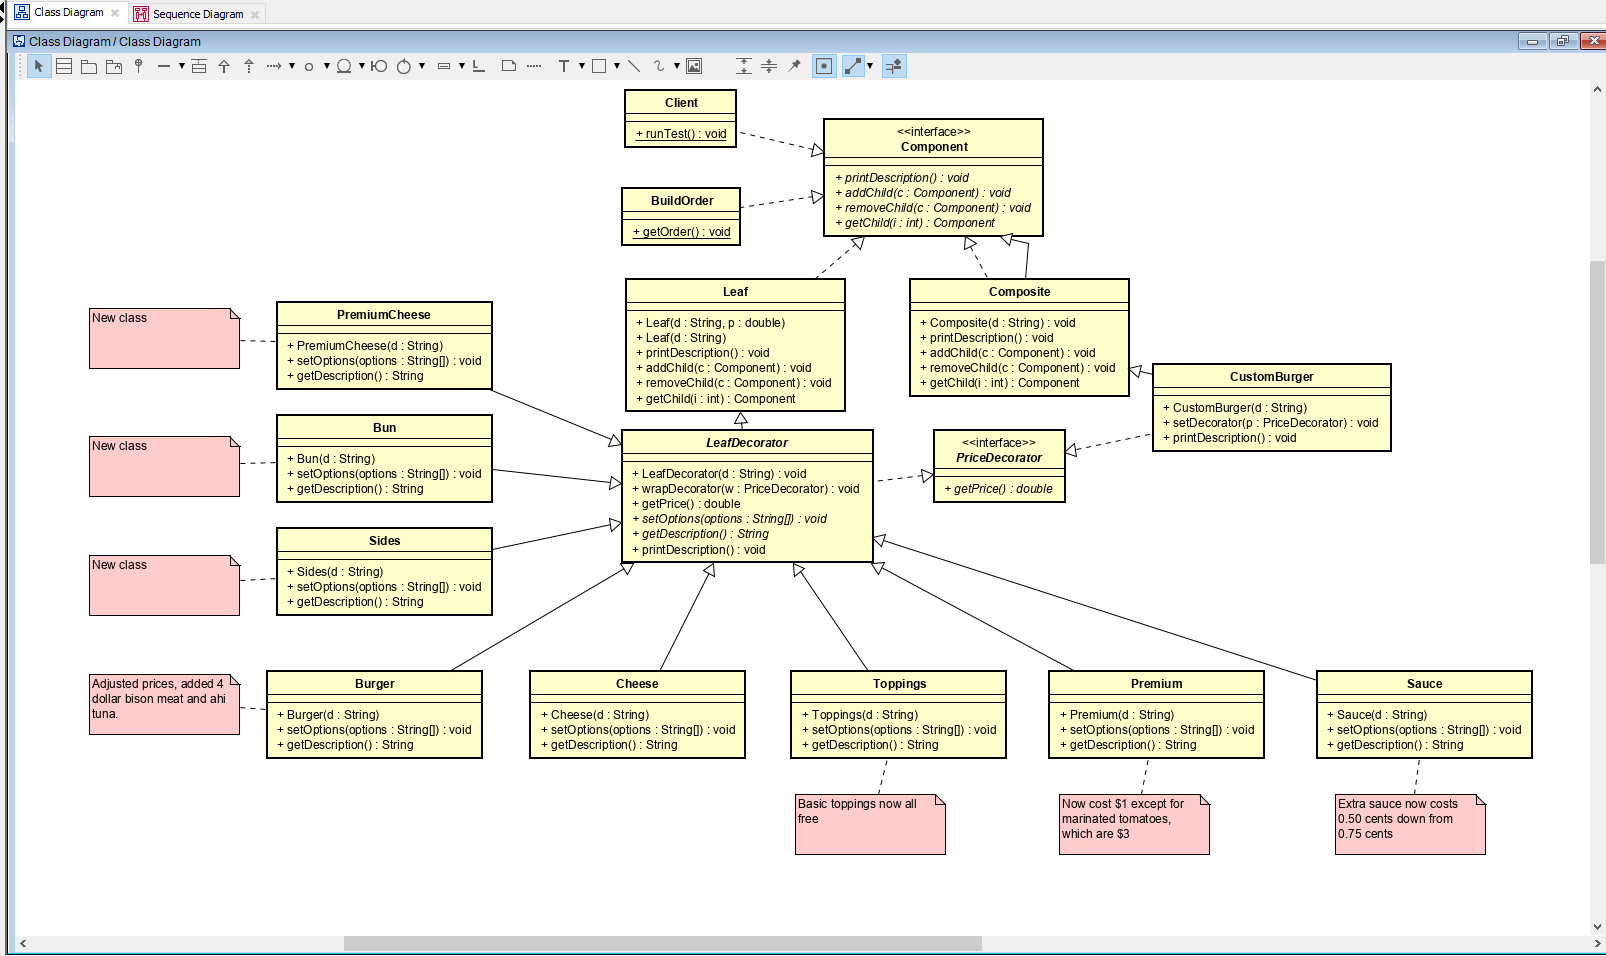 Class Diagram
Sequence Diagram
Class Diagram / Class Diagram
T
Client
+ runTest() : void
<<interface>>
Component
+ printDescription() : void
+ addChild(c : Component) : void
+ removeChild(c : Component) : void
+ getChild(i : int) : Component
BuildOrder
+ getOrder() : void
Leaf
+ Leaf(d : String, p : double)
+ Leaf(d : String)
+ printDescription() : void
+ addChild(c : Component) : void
+ removeChild(c : Component) : void
+ getChild(i : int) : Component
Composite
+ Composite(d : String) : void
+ printDescription() : void
+ addChild(c : Component) : void
+ removeChild(c : Component) : void
+ getChild(i : int) : Component
New class
PremiumCheese
+ PremiumCheese(d : String)
+ setOptions(options : String[]) : void
+ getDescription() : String
CustomBurger
+ CustomBurger(d : String)
+ setDecorator(p : PriceDecorator) : void
+ printDescription() : void
New class
Bun
+ Bun(d : String)
+ setOptions(options : String[]) : void
+ getDescription() : String
LeafDecorator
+ LeafDecorator(d : String) : void
+ wrapDecorator(w : PriceDecorator) : void
+ getPrice() : double
+ setOptions(options : String[]) : void
+ getDescription() : String
+ printDescription() : void
<<interface>>
PriceDecorator
+ getPrice() : double
New class
Sides
+ Sides(d : String)
+ setOptions(options : String[]) : void
+ getDescription() : String
Adjusted prices, added 4
dollar bison meat and ahi
tuna.
Burger
+ Burger(d : String)
+ setOptions(options : String[]) : void
+ getDescription() : String
Cheese
+ Cheese(d : String)
+ setOptions(options : String[]) : void
+ getDescription() : String
Toppings
+ Toppings(d : String)
+ setOptions(options : String[]) : void
+ getDescription() : String
Premium
+ Premium(d : String)
+ setOptions(options : String[]) : void
+ getDescription() : String
Sauce
+ Sauce(d : String)
+ setOptions(options : String[]) : void
+ getDescription() : String
Basic toppings now all
free
Now cost $1 except for
marinated tomatoes,
which are $3
Extra sauce now costs
0.50 cents down from
0.75 cents